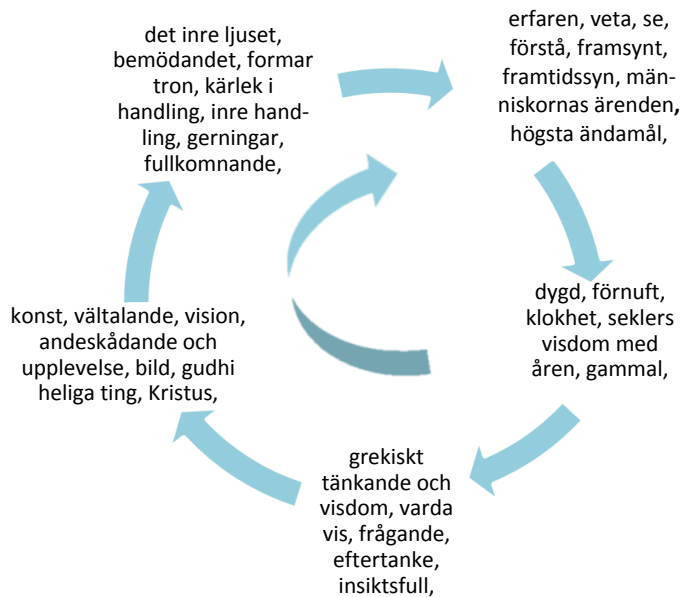 det inre ljuset,
bemödandet, formar
tron, kärlek i
handling, inre hand-
ling, gerningar,
fullkomnande,
erfaren, veta, se,
förstå, framsynt,
framtidssyn, män-
niskornas ärenden,
högsta ändamål,
dygd, förnuft,
klokhet, seklers
visdom med
åren, gammal,
grekiskt
tänkande och
visdom, varda
vis, frågande,
eftertanke,
insiktsfull,
konst, vältalande, vision,
andeskådande och
upplevelse, bild, gudhi
heliga ting, Kristus,